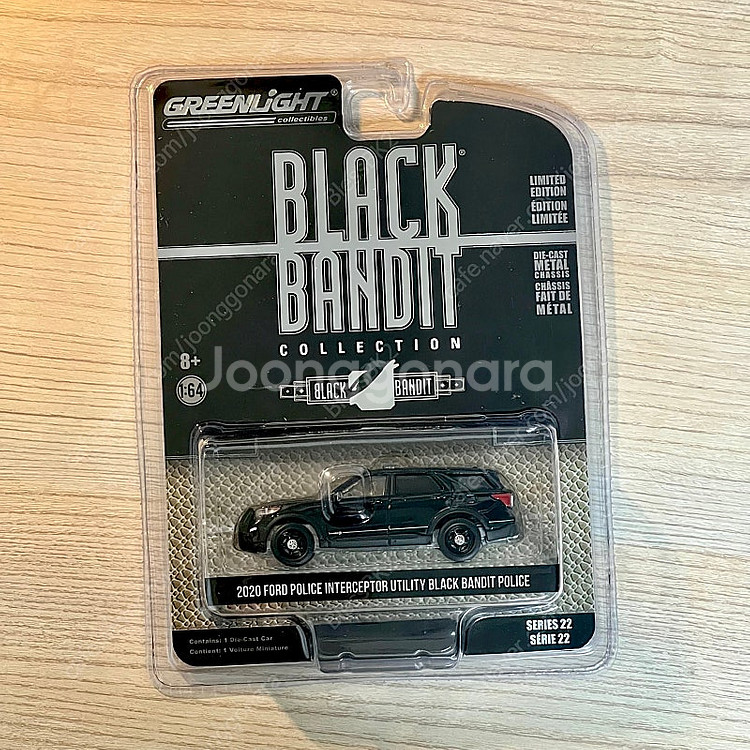 GREENLIGHT®
collectibles
BLACK®
BANDIT
COLLECTION
LIMITED
EDITION
ÉDITION
LIMITÉE
DIE-CAST
METAL
CHASSIS
CHÂSSIS
FAIT DE
MÉTAL
8+
1:64
Joonggonara
BLACK BANDIT
2020 FORD POLICE INTERCEPTOR UTILITY BLACK BANDIT POLICE
Contains: 1 Die-Cast Car
Contient: 1 Voiture Miniature
SERIES 22
SÉRIE 22